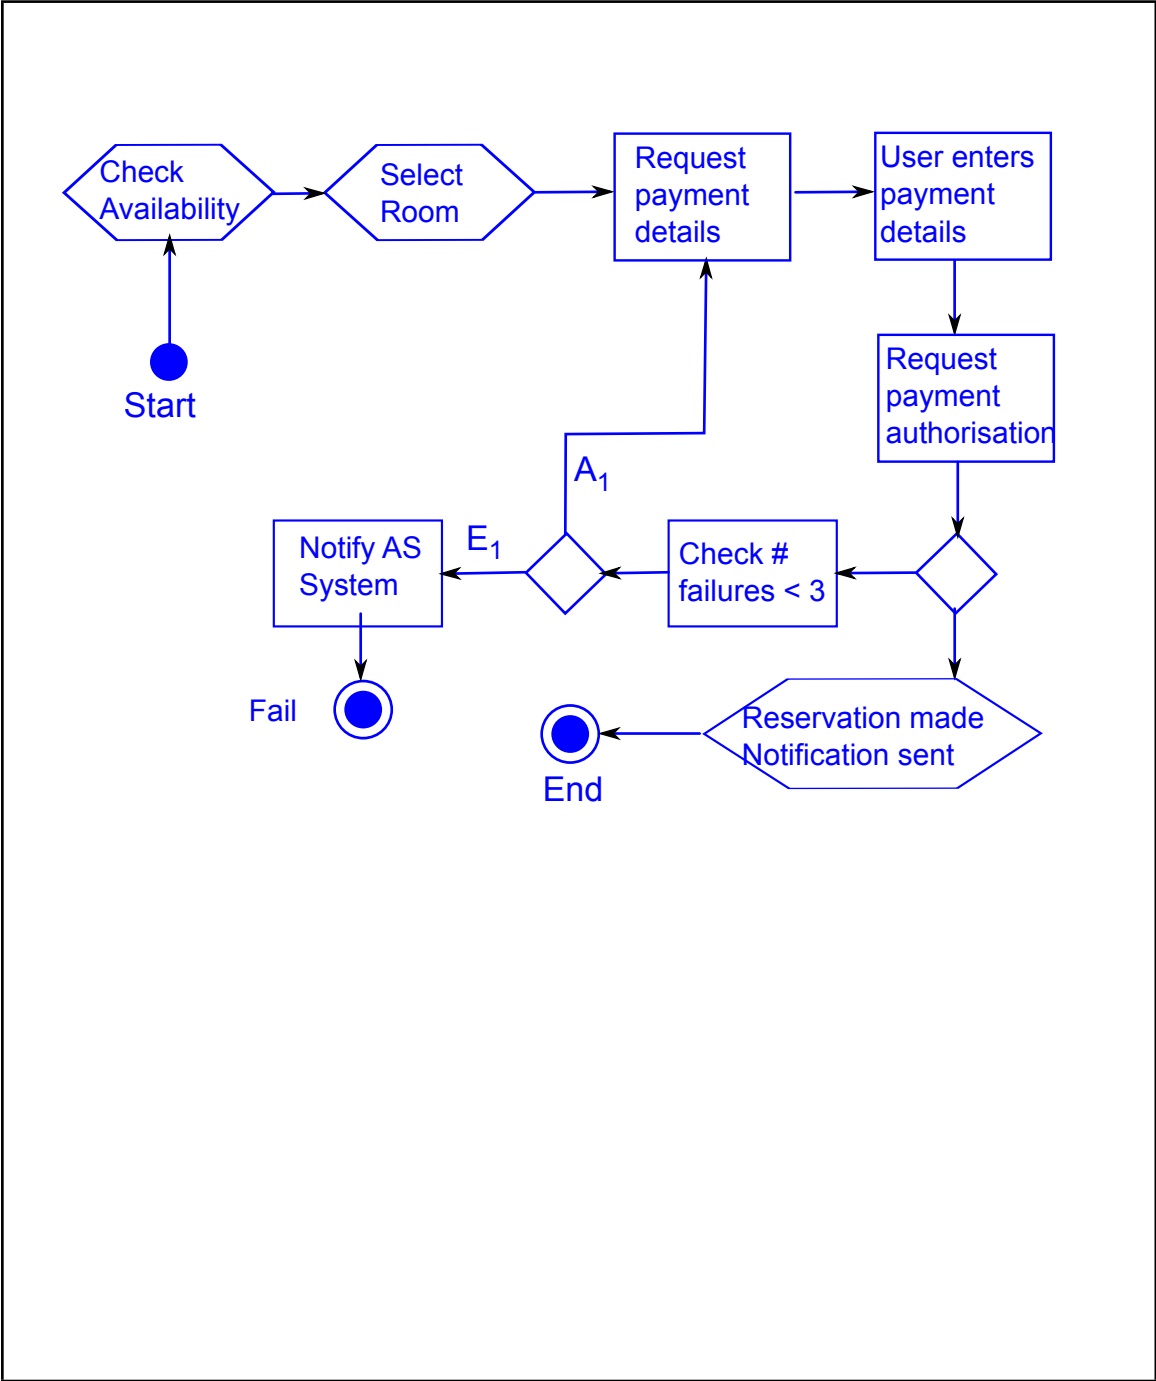 Check
Availability
Select
Room
Request
payment
details
User enters
payment
details
Start
Request
payment
authorisation
A₁
E₁
Notify AS
System
Check #
failures < 3
Fail
Reservation made
Notification sent
End